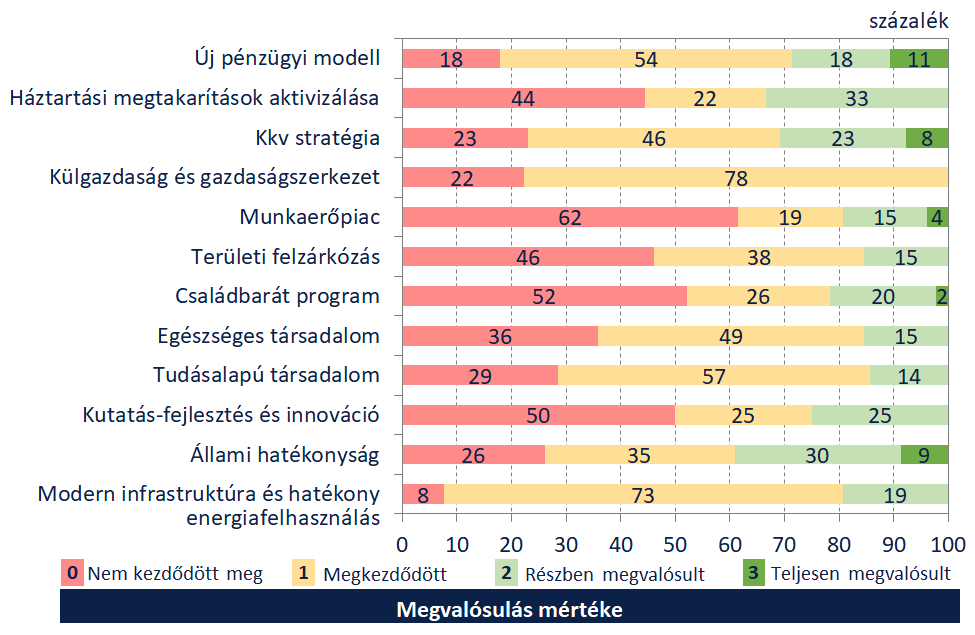 százalék
Új pénzügyi modell 18 54 18 11
Háztartási megtakarítások aktivizálása 44 22 33
Kkv stratégia 23 46 23 8
Külgazdaság és gazdaságszerkezet 22 78
Munkaerőpiac 62 19 15 4
Területi felzárkózás 46 38 15
Családbarát program 52 26 20 2
Egészséges társadalom 36 49 15
Tudásalapú társadalom 29 57 14
Kutatás-fejlesztés és innováció 50 25 25
Állami hatékonyság 26 35 30 9
Modern infrastruktúra és hatékony 8 73 19
energiafelhasználás
0 10 20 30 40 50 60 70 80 90 100
0 Nem kezdődött meg 1 Megkezdődött 2 Részben megvalósult 3 Teljesen megvalósult
Megvalósulás mértéke